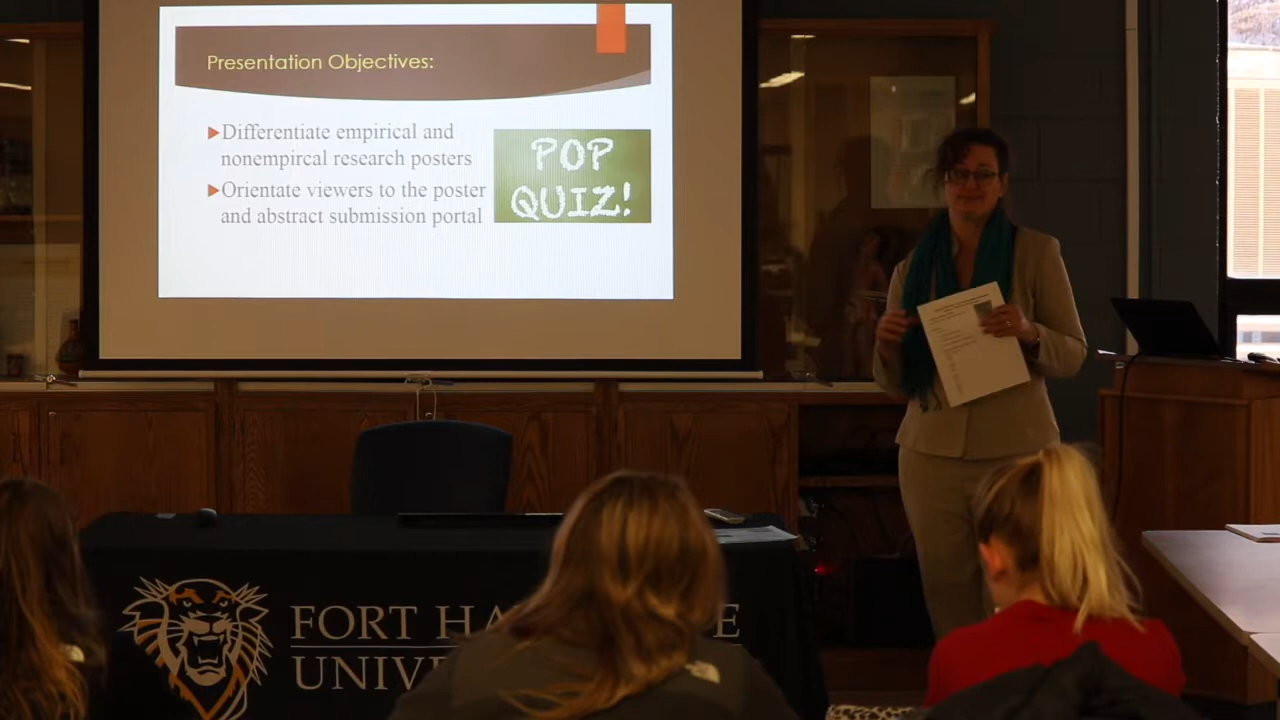 Presentation Objectives:
Differentiate empirical and
nonempircal research posters
Orientate viewers to the poster
and abstract submission portal
POP
QUIZ!
FORT HA
UNIV